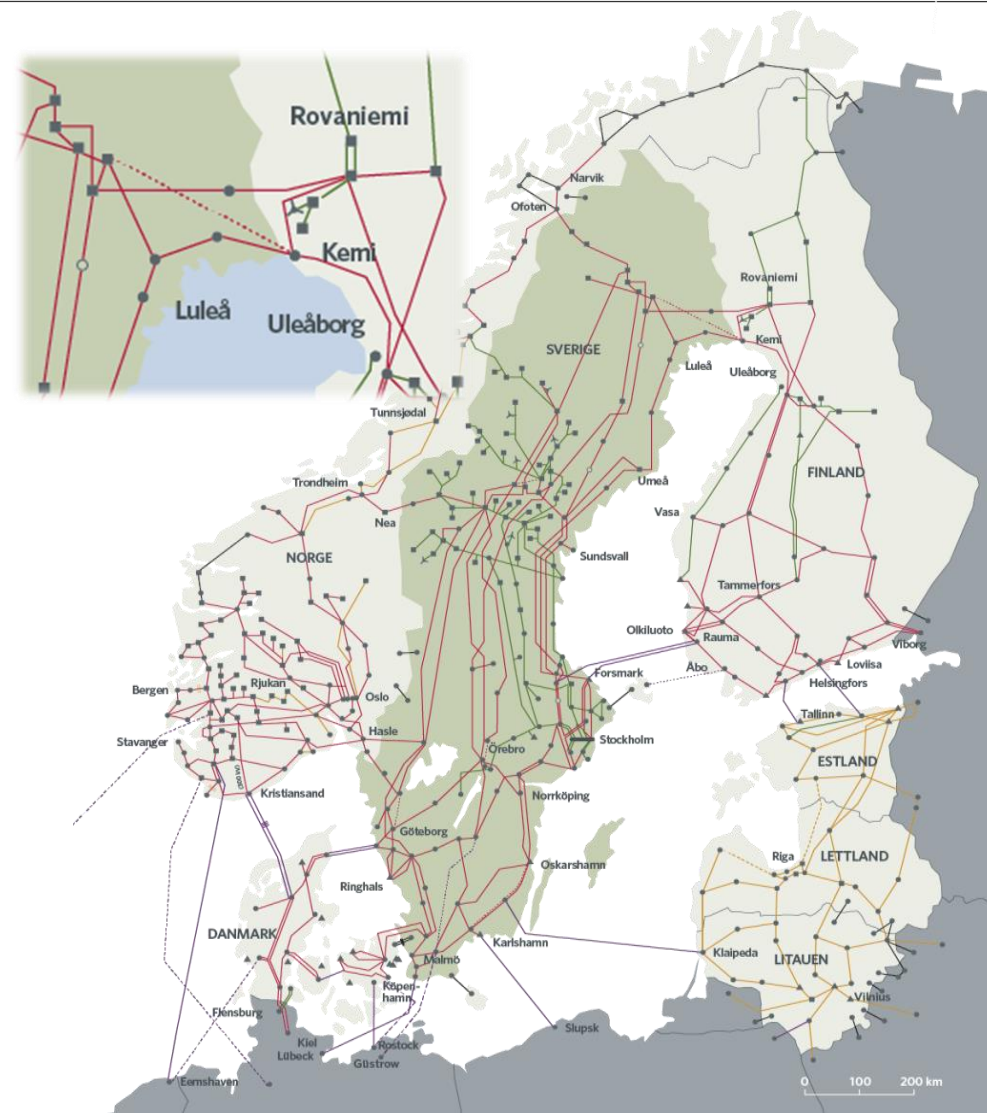 Rovaniemi
Kemi
Luleå
Uleåborg
Narvik
Ofoten
Rovaniemi
SVERIGE
Kemi
Luleå
Uleåborg
Tunnsjødal
FINLAND
Trondheim
Umeå
Nea
Vasa
NORGE
Sundsvall
Tammerfors
Olkiluoto
Rauma
Viborg
Forsmark
Åbo
Loviisa
Helsingfors
Bergen
Rjukan
Oslo
Tallinn
Hasle
Stavanger
Stockholm
Örebro
ESTLAND
Kristiansand
Norrköping
Göteborg
Riga
LETTLAND
Oskarshamn
Ringhals
DANMARK
Karlshamn
Klaipeda
LITAUEN
Malmö
Köpen-
hamn
Vilnius
Flensburg
Slupsk
Kiel
Rostock
Lübeck
Güstrow
Eemshaven
0 100 200 km